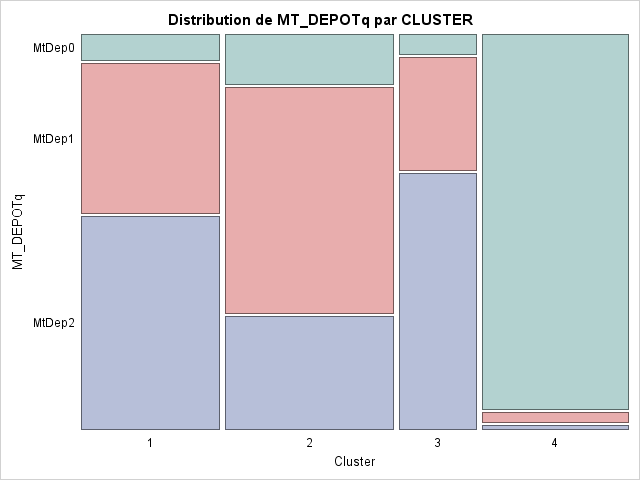 Distribution de MT_DEPOTq par CLUSTER
MtDep0
MtDep1
MT_DEPOTq
MtDep2
1 2 3 4
Cluster